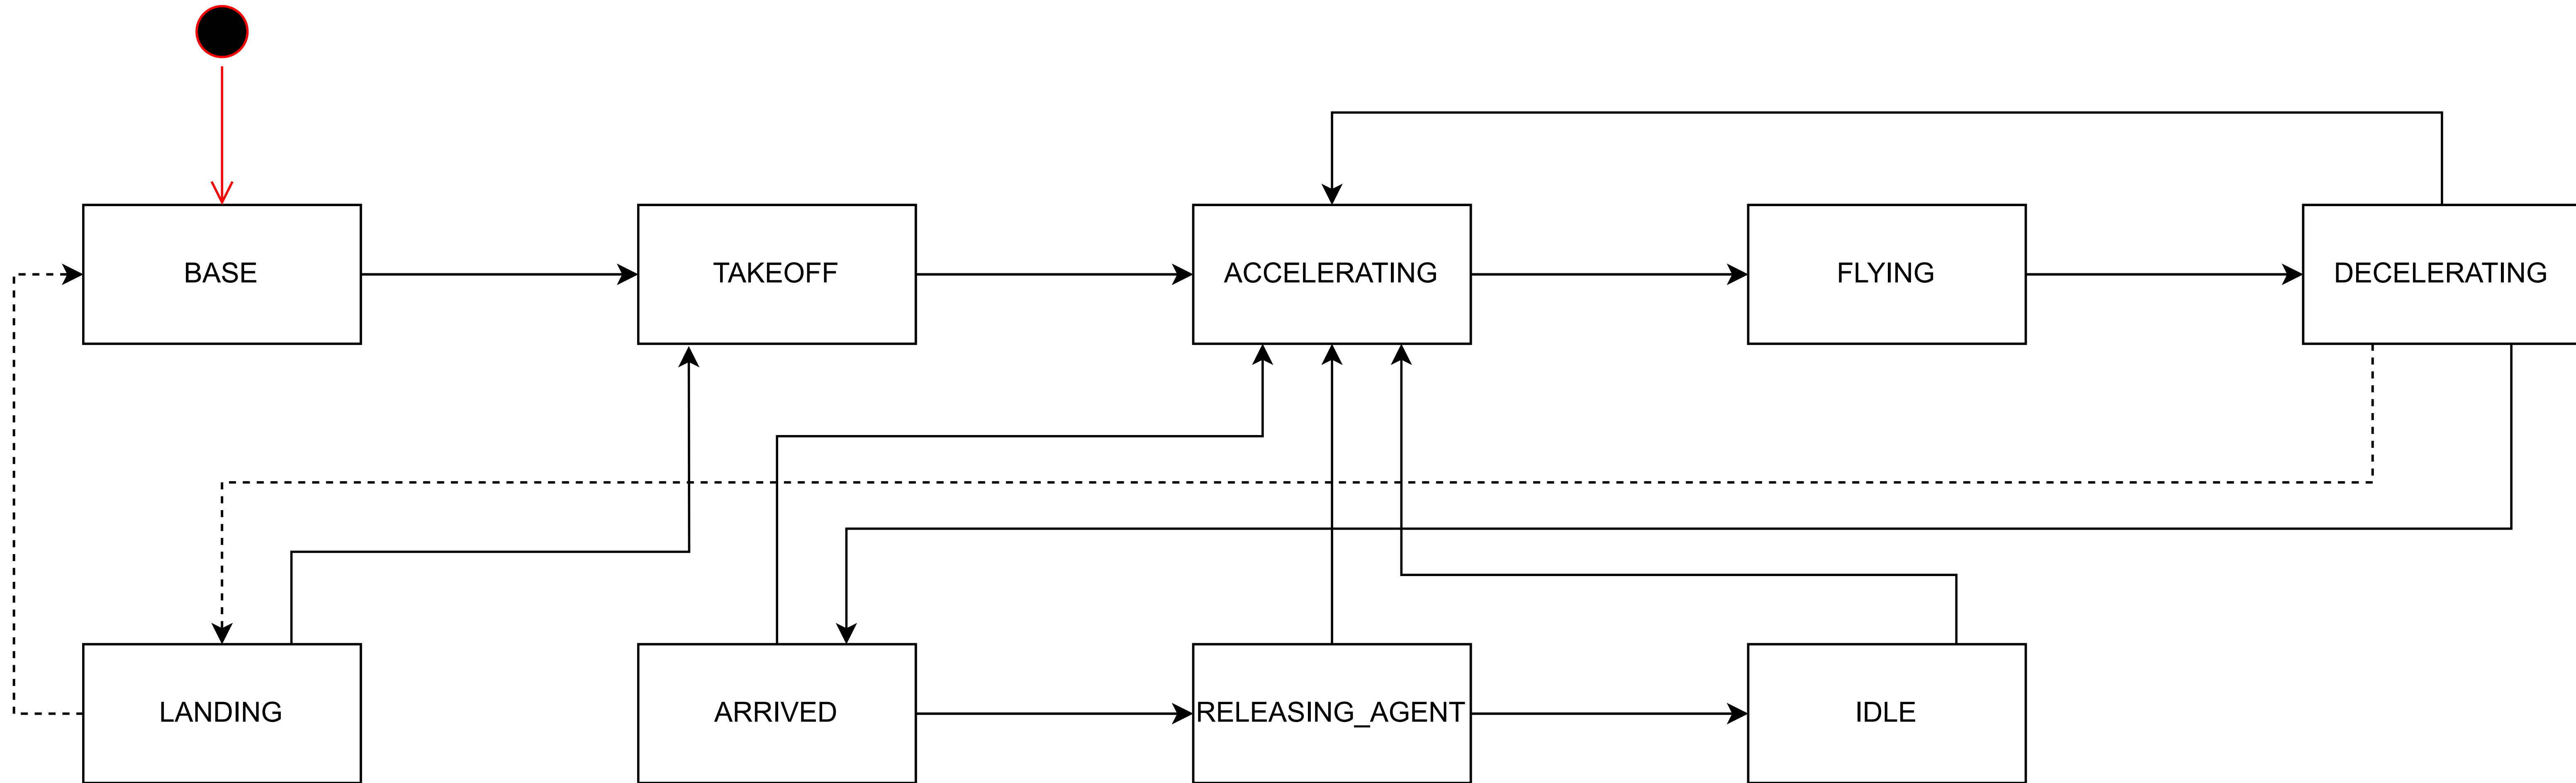 BASE
TAKEOFF
ACCELERATING
FLYING
DECELERATING
LANDING
ARRIVED
RELEASING_AGENT
IDLE